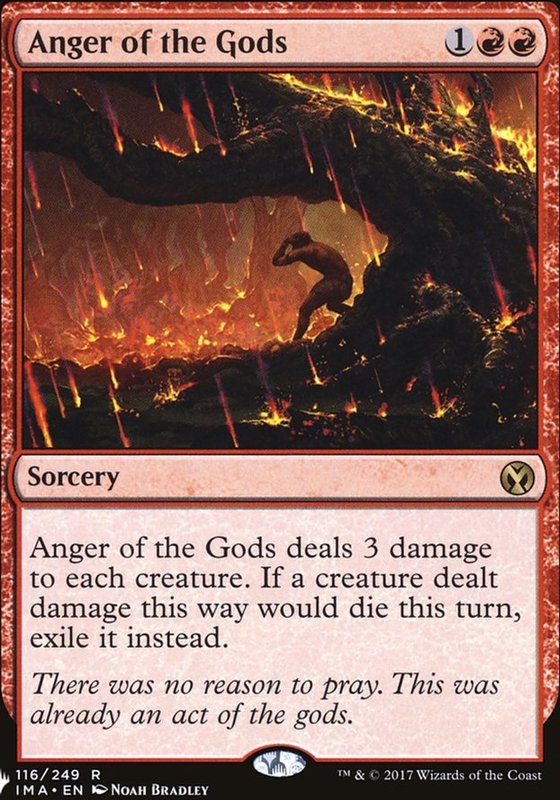 Anger of the Gods 1
Sorcery
Anger of the Gods deals 3 damage
to each creature. If a creature dealt
damage this way would die this turn,
exile it instead.
There was no reason to pray. This was
already an act of the gods.
116/249 R
IMA • EN Noah Bradley
™ & © 2017 Wizards of the Coast